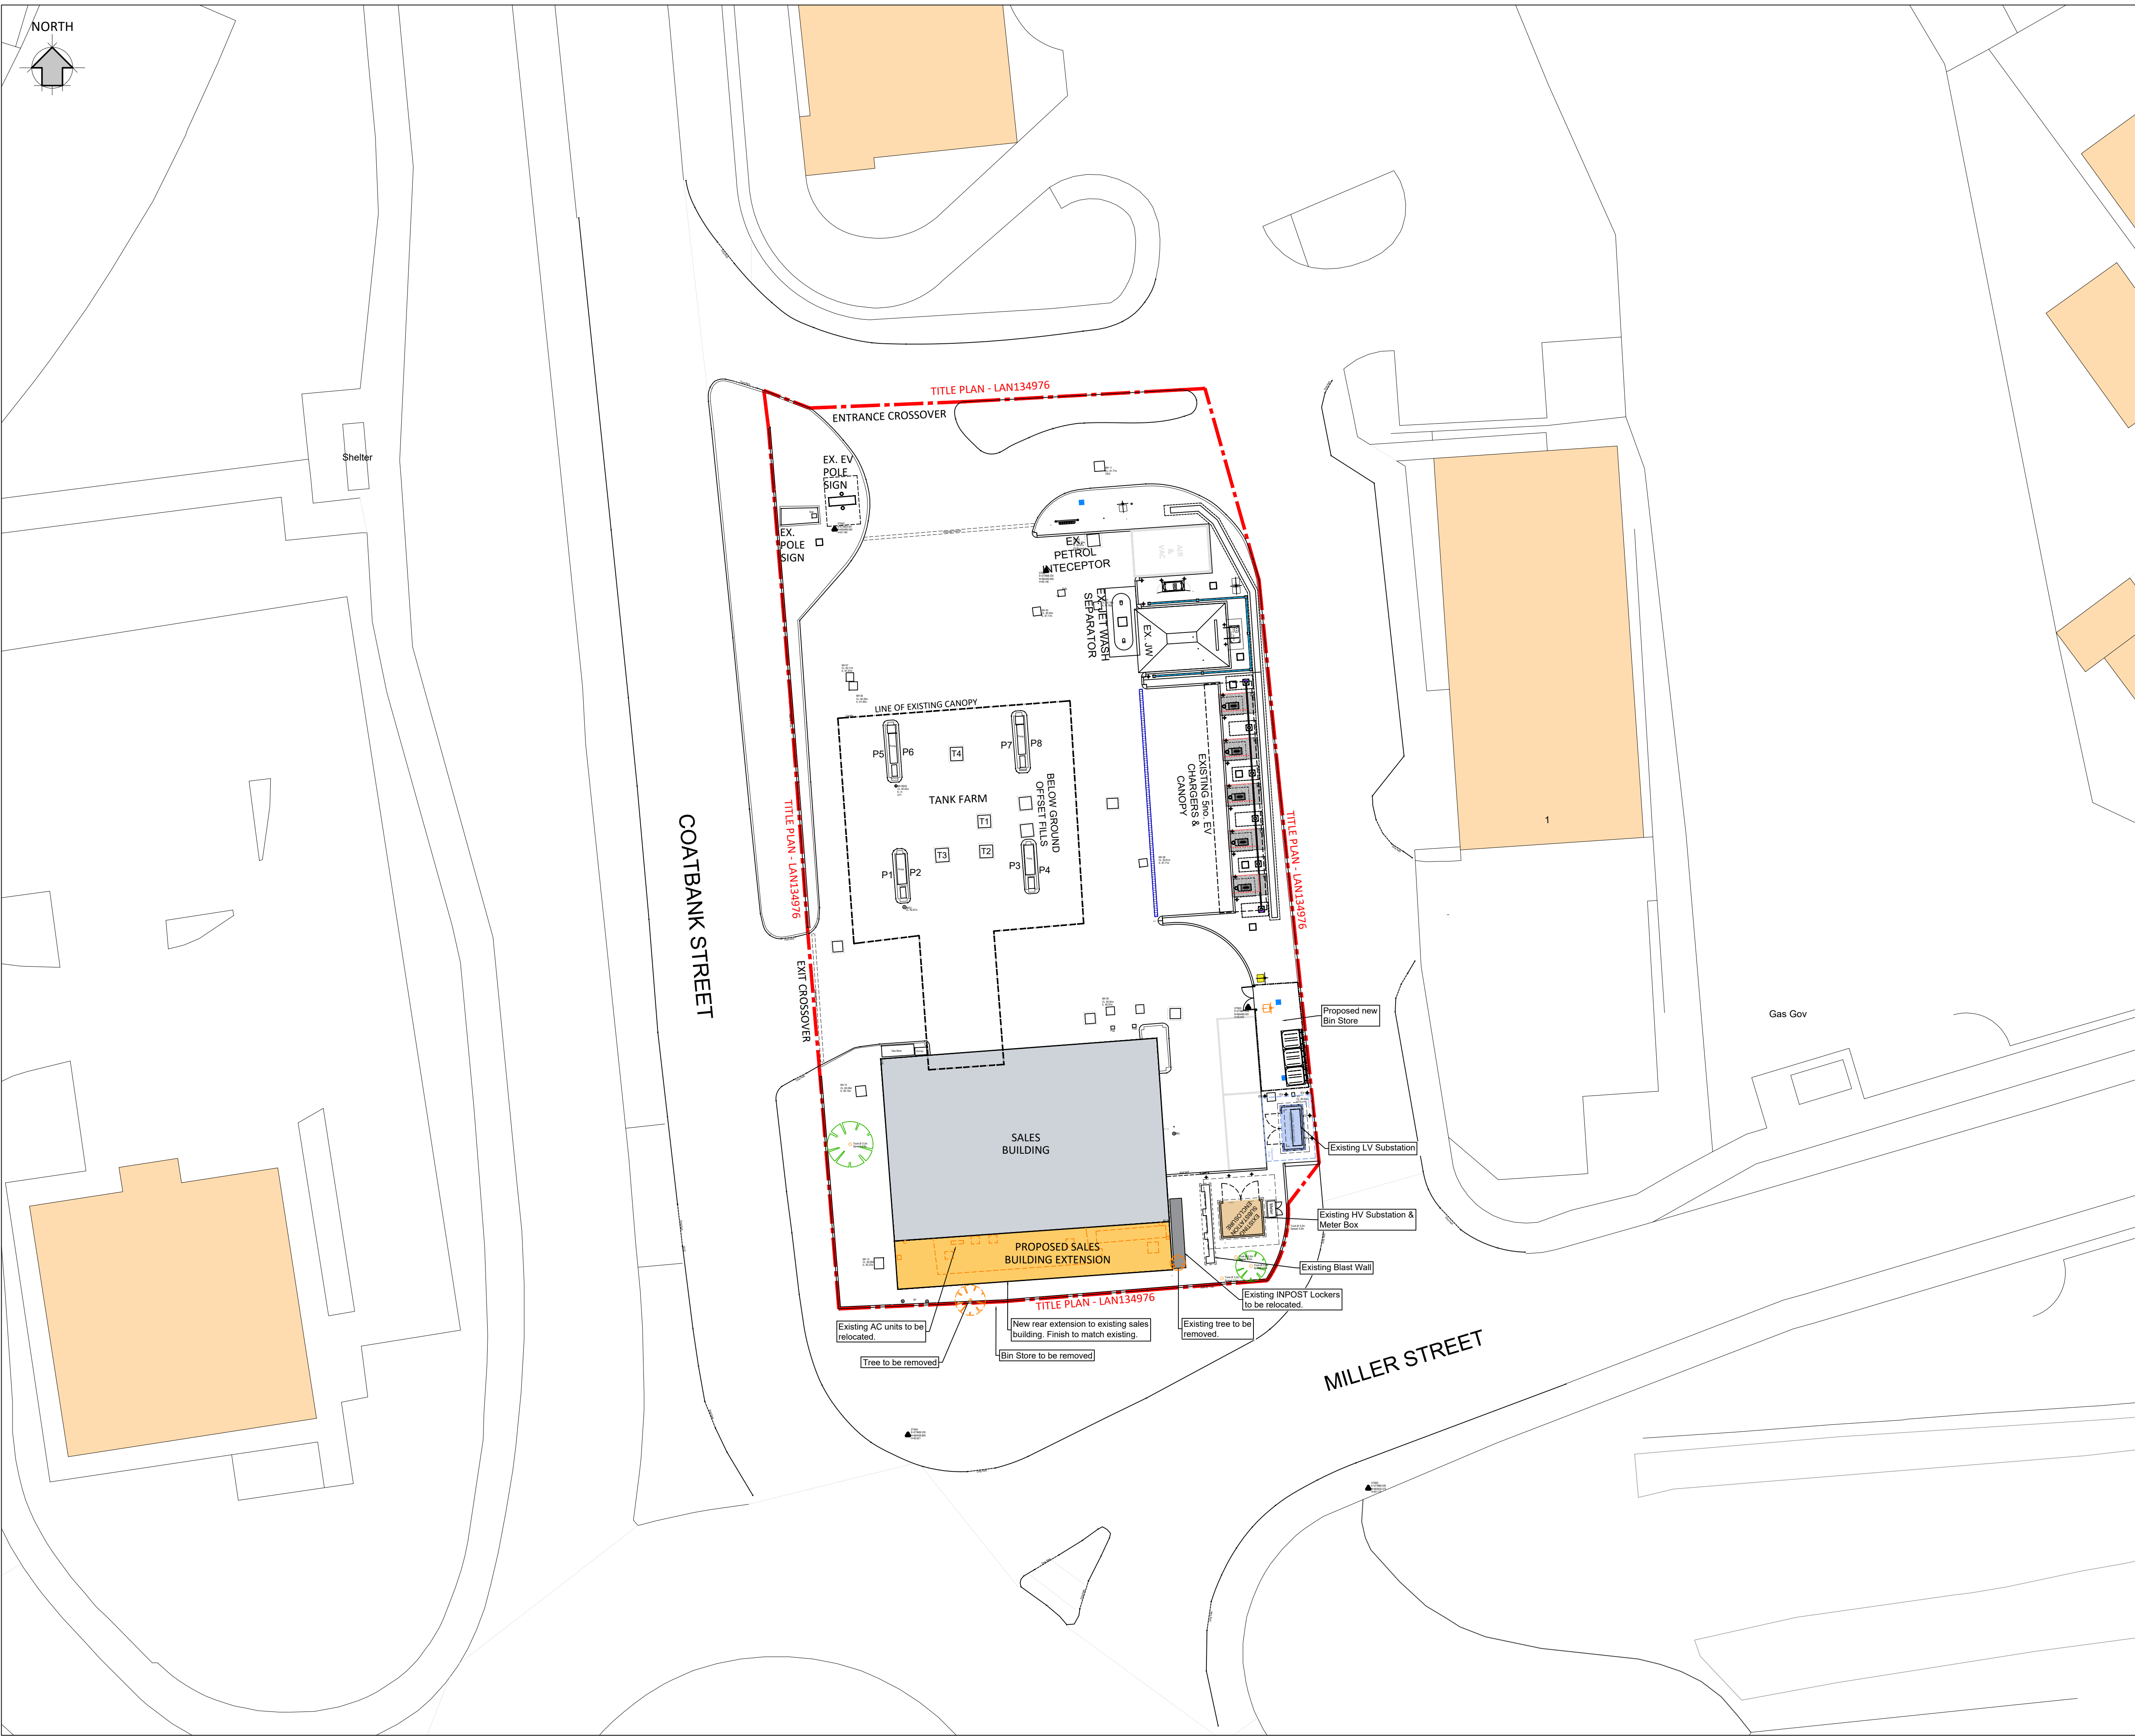 NORTH
TITLE PLAN - LAN134976
ENTRANCE CROSSOVER
Shelter
EX. EV
POLE
SIGN
EX.
POLE
SIGN
EX.
PETROL
INTECEPTOR
AIR
&
VAC
EX. JET WASH
SEPARATOR
EX. JW
LINE OF EXISTING CANOPY
P5
P6
T4
P7
P8
TANK FARM
BELOW GROUND
OFFSET FILLS
EXISTING 5no. EV
CHARGERS &
CANOPY
T1
T2
T3
P1
P2
P3
P4
TITLE PLAN - LAN134976
TITLE PLAN - LAN134976
1
COATBANK STREET
EXIT CROSSOVER
Proposed new
Bin Store
Gas Gov
SALES
BUILDING
Existing LV Substation
EXISTING
SUBSTATION
ENCLOSURE
Existing HV Substation &
Meter Box
PROPOSED SALES
BUILDING EXTENSION
Existing Blast Wall
TITLE PLAN - LAN134976
Existing INPOST Lockers
to be relocated.
Existing AC units to be
relocated.
New rear extension to existing sales
building. Finish to match existing.
Existing tree to be
removed.
Tree to be removed
Bin Store to be removed
MILLER STREET